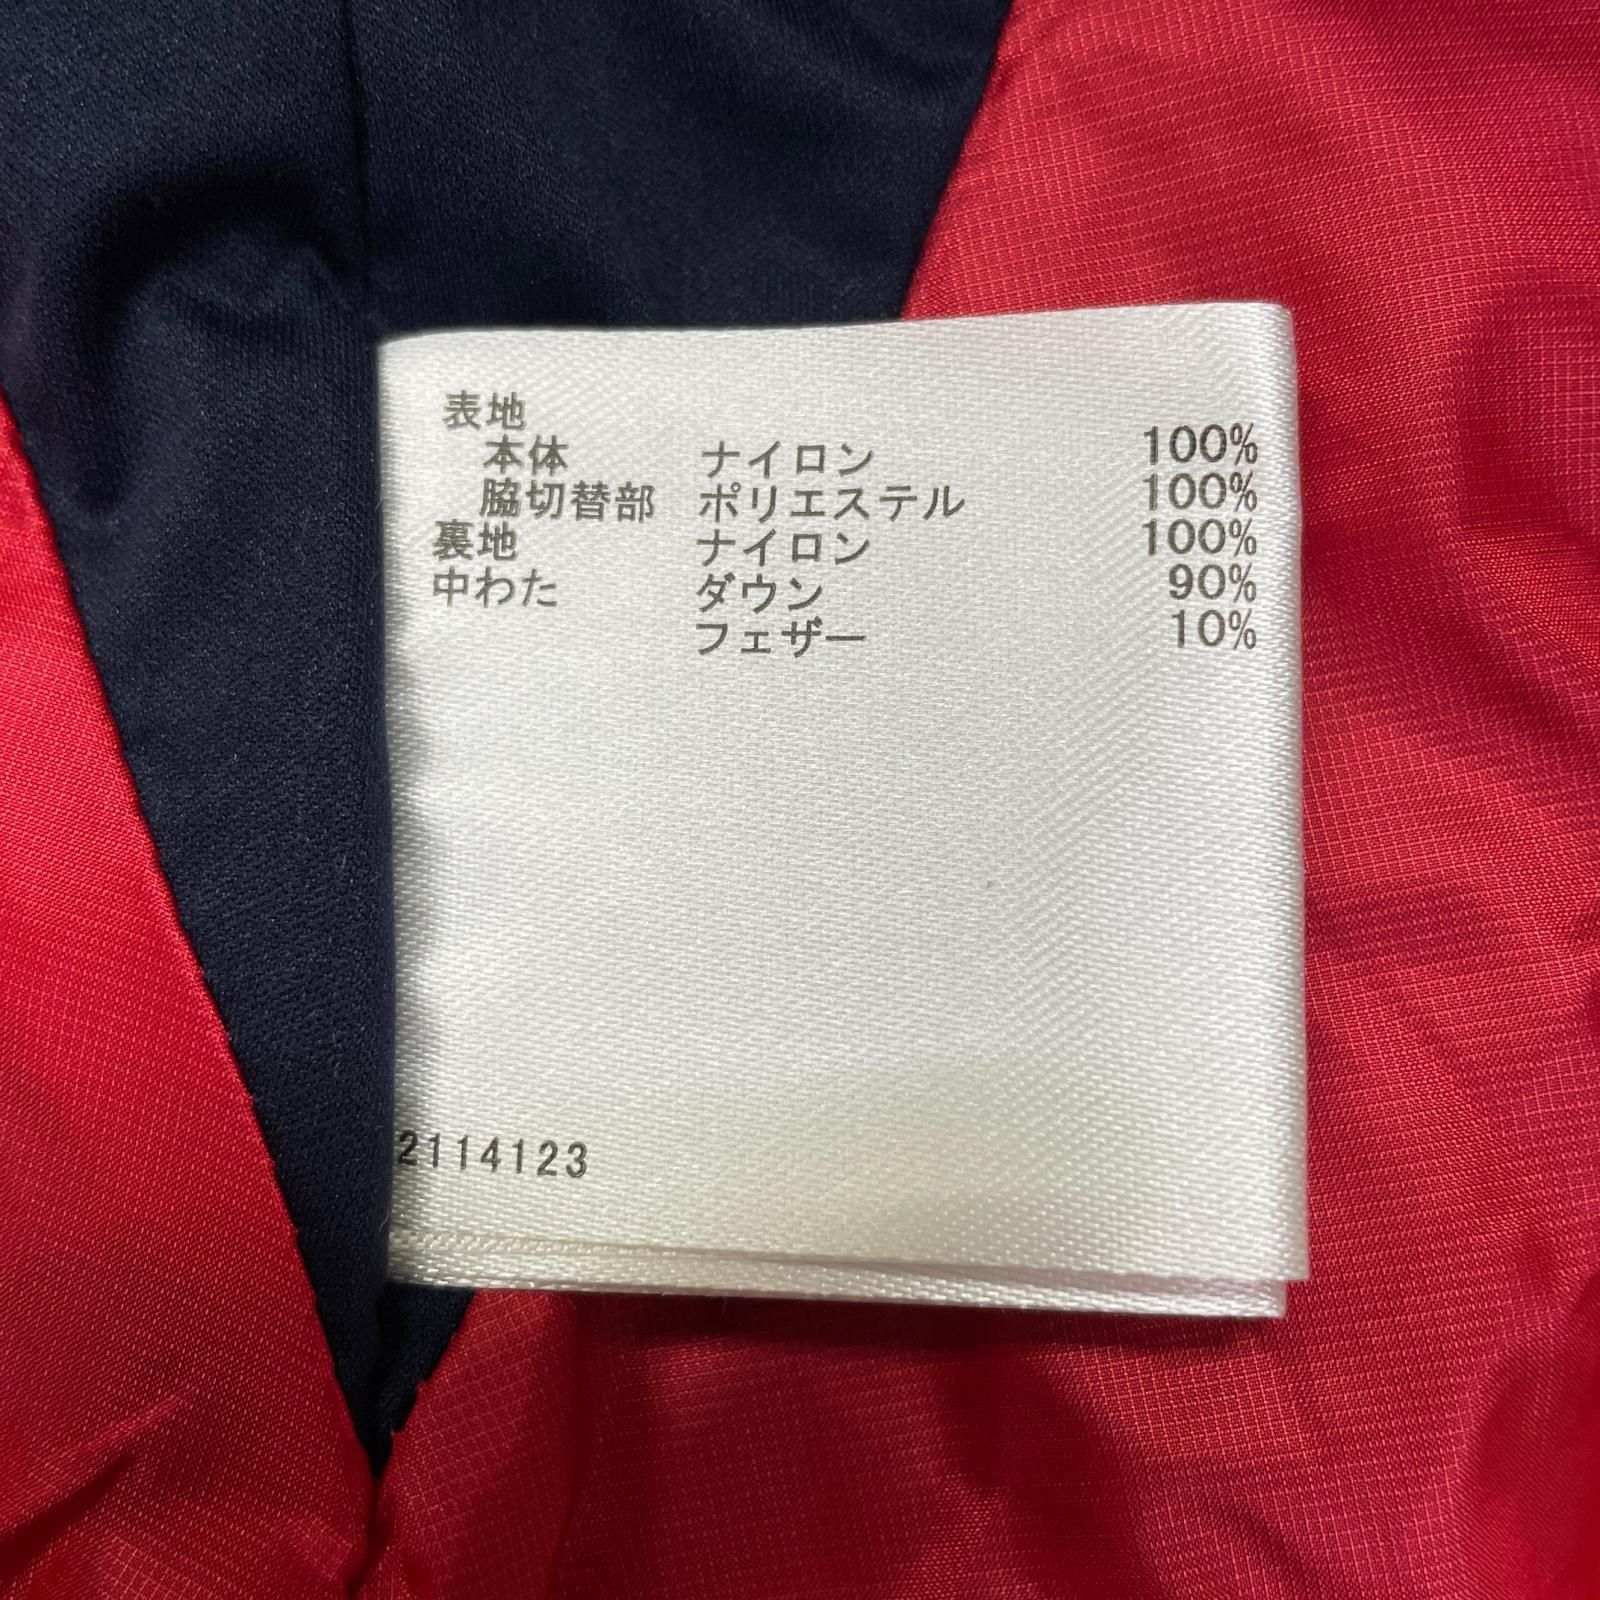 表地
本体 ナイロン 100%
脇切替部 ポリエステル 100%
裏地 ナイロン 100%
中わた ダウン 90%
フェザー 10%
2114123